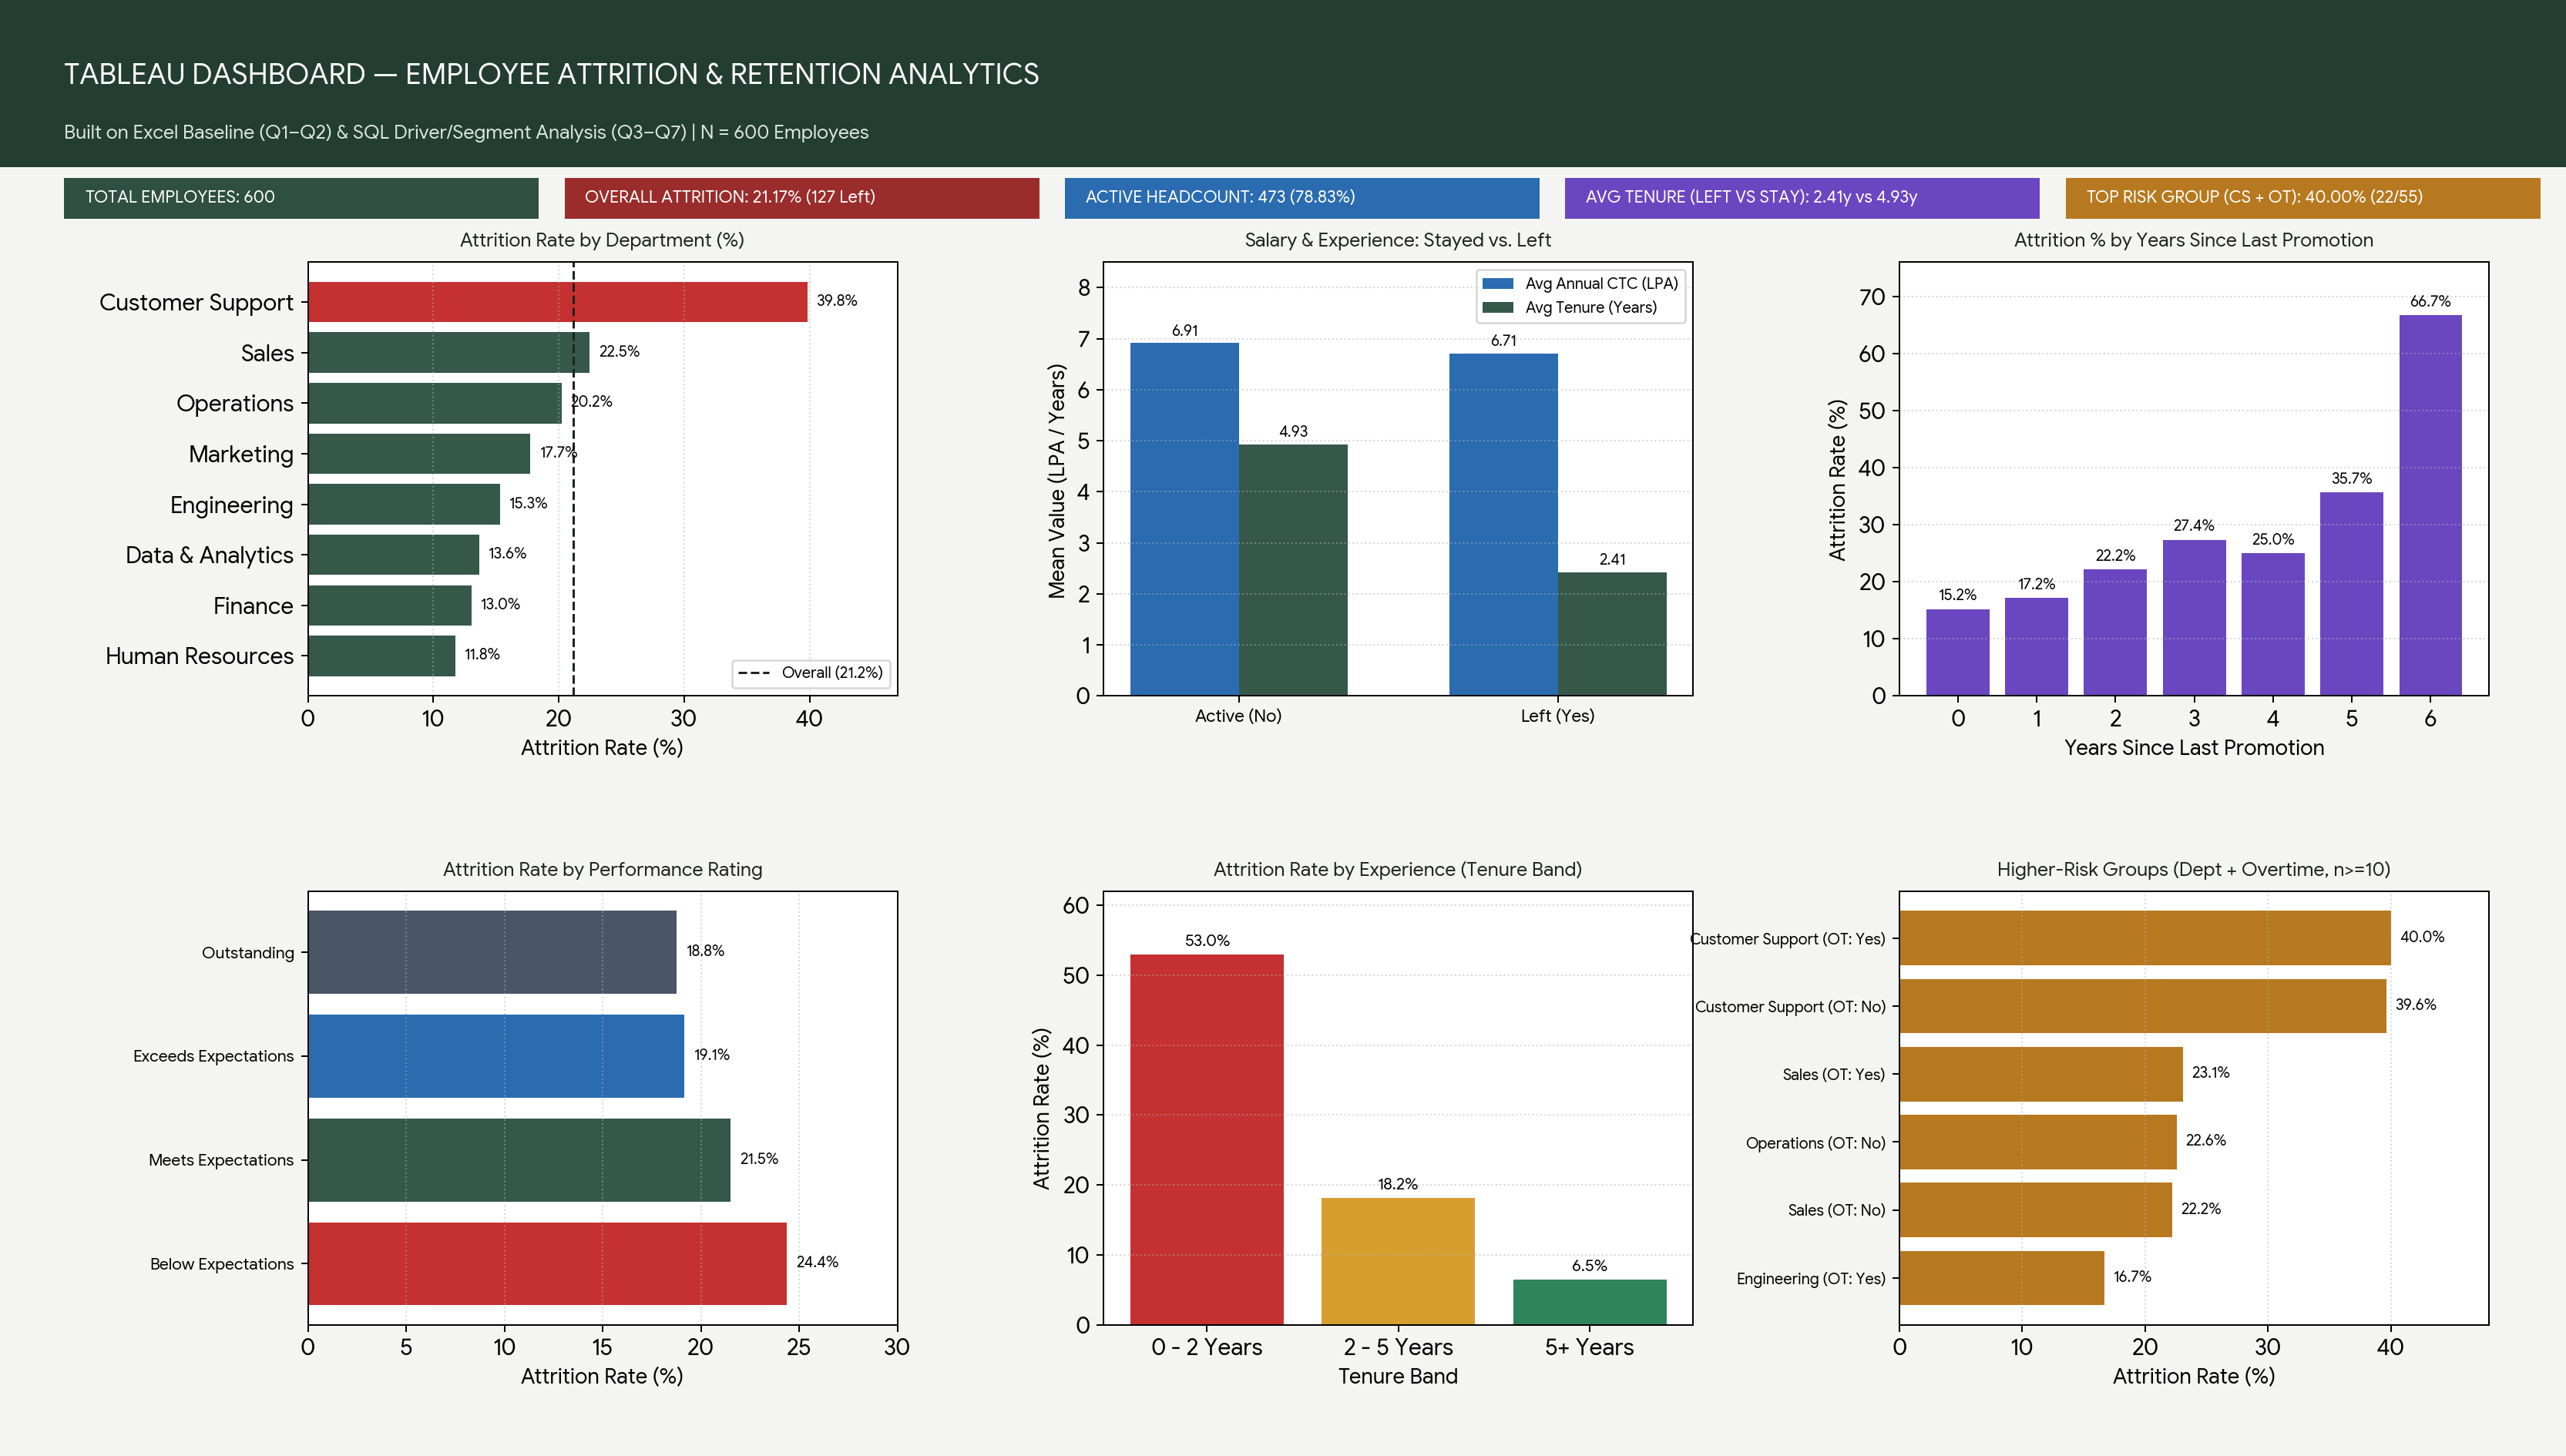 TABLEAU DASHBOARD — EMPLOYEE ATTRITION & RETENTION ANALYTICS
Built on Excel Baseline (Q1–Q2) & SQL Driver/Segment Analysis (Q3–Q7) | N = 600 Employees
TOTAL EMPLOYEES: 600
OVERALL ATTRITION: 21.17% (127 Left)
ACTIVE HEADCOUNT: 473 (78.83%)
AVG TENURE (LEFT VS STAY): 2.41y vs 4.93y
TOP RISK GROUP (CS + OT): 40.00% (22/55)
Attrition Rate by Department (%)
Customer Support
39.8%
Sales
22.5%
Operations
20.2%
Marketing
17.7%
Engineering
15.3%
Data & Analytics
13.6%
Finance
13.0%
Human Resources
11.8%
Overall (21.2%)
0 10 20 30 40
Attrition Rate (%)
Salary & Experience: Stayed vs. Left
Avg Annual CTC (LPA)
Avg Tenure (Years)
Mean Value (LPA / Years)
8
7
6
5
4
3
2
1
0
6.91
4.93
6.71
2.41
Active (No)
Left (Yes)
Attrition % by Years Since Last Promotion
Attrition Rate (%)
70
60
50
40
30
20
10
0
15.2%
17.2%
22.2%
27.4%
25.0%
35.7%
66.7%
0 1 2 3 4 5 6
Years Since Last Promotion
Attrition Rate by Performance Rating
Outstanding
18.8%
Exceeds Expectations
19.1%
Meets Expectations
21.5%
Below Expectations
24.4%
0 5 10 15 20 25 30
Attrition Rate (%)
Attrition Rate by Experience (Tenure Band)
Attrition Rate (%)
60
50
40
30
20
10
0
53.0%
18.2%
6.5%
0 - 2 Years
2 - 5 Years
5+ Years
Tenure Band
Higher-Risk Groups (Dept + Overtime, n>=10)
Customer Support (OT: Yes)
40.0%
Customer Support (OT: No)
39.6%
Sales (OT: Yes)
23.1%
Operations (OT: No)
22.6%
Sales (OT: No)
22.2%
Engineering (OT: Yes)
16.7%
0 10 20 30 40
Attrition Rate (%)